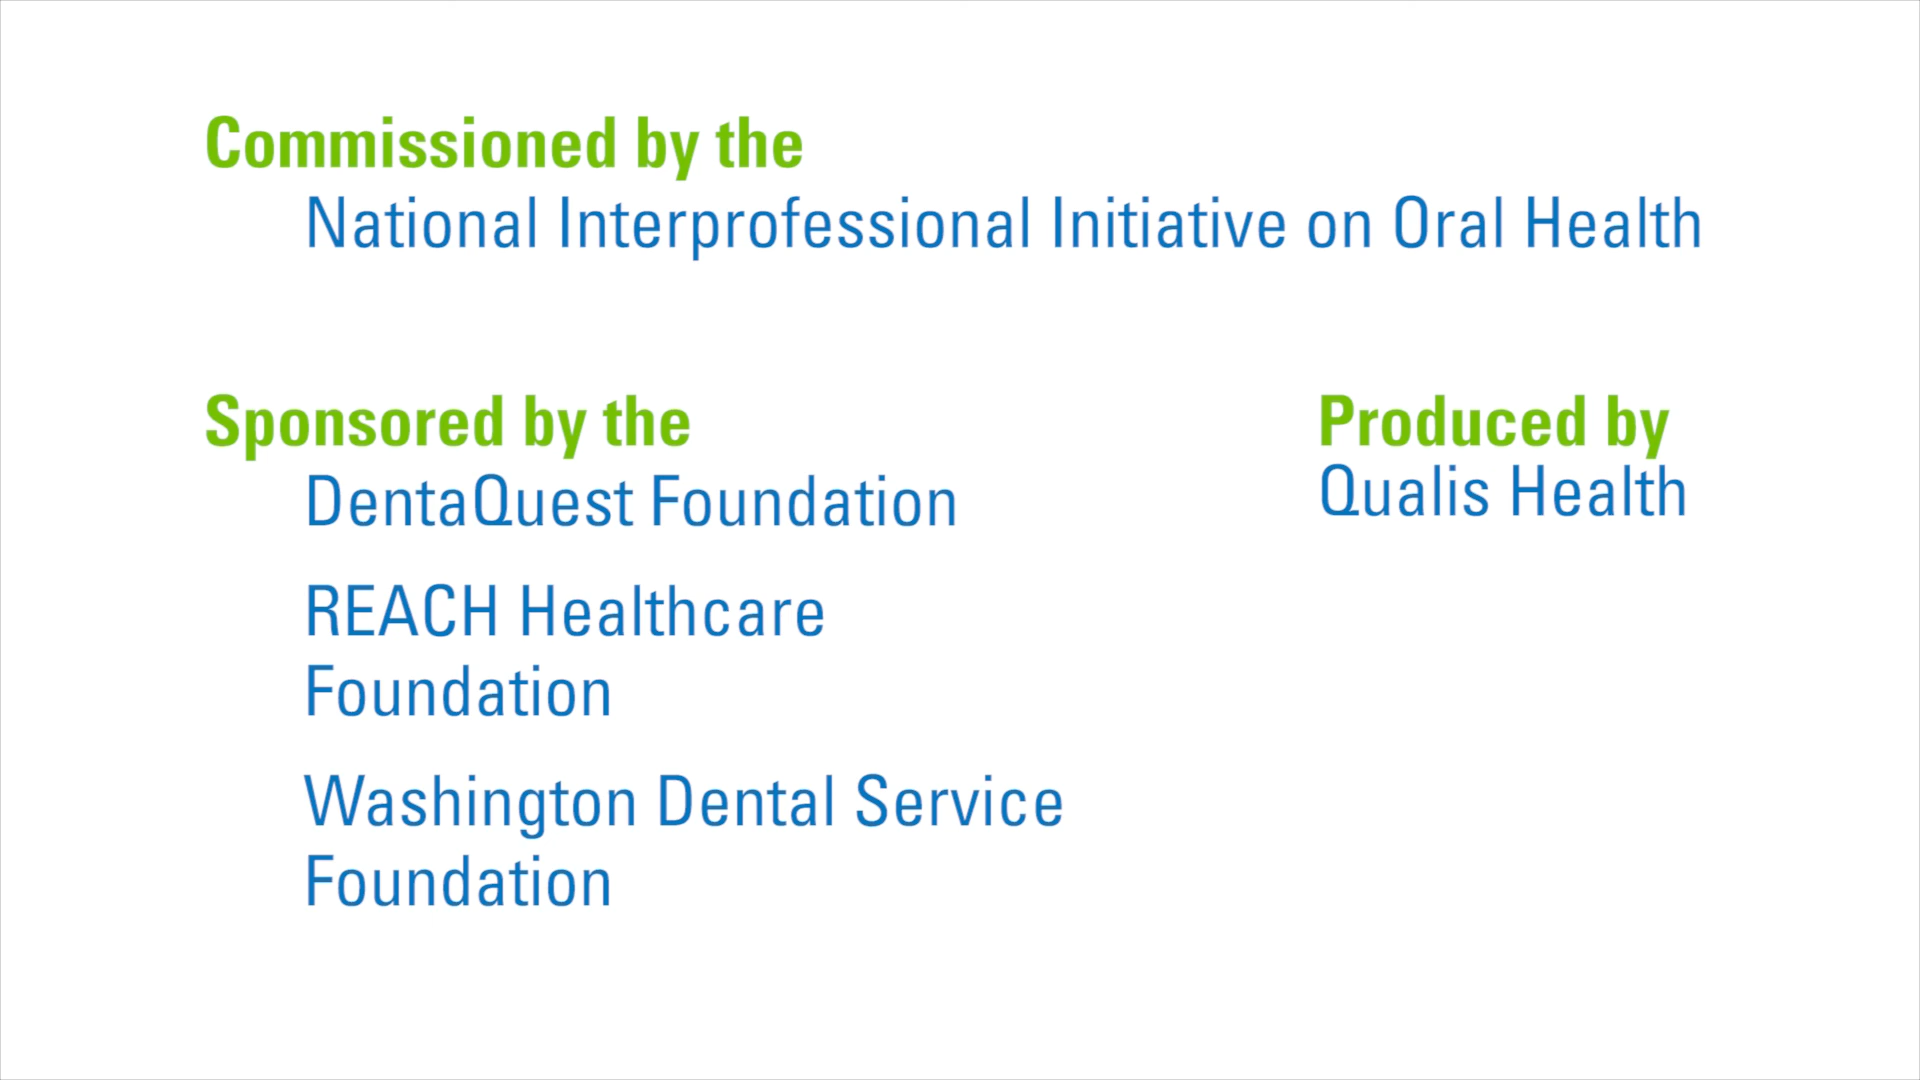 Commissioned by the
National Interprofessional Initiative on Oral Health
Sponsored by the
DentaQuest Foundation
REACH Healthcare
Foundation
Washington Dental Service
Foundation
Produced by
Qualis Health